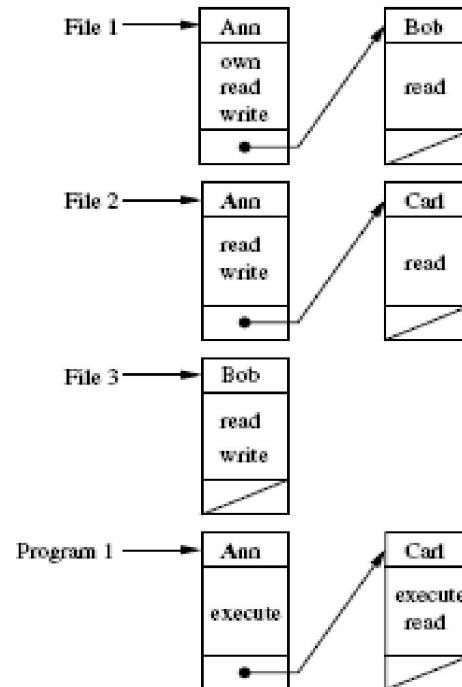 File 1
Ann
own
read
write
Bob
read
File 2
Ann
read
write
Carl
read
File 3
Bob
read
write
Program 1
Ann
execute
Carl
execute
read